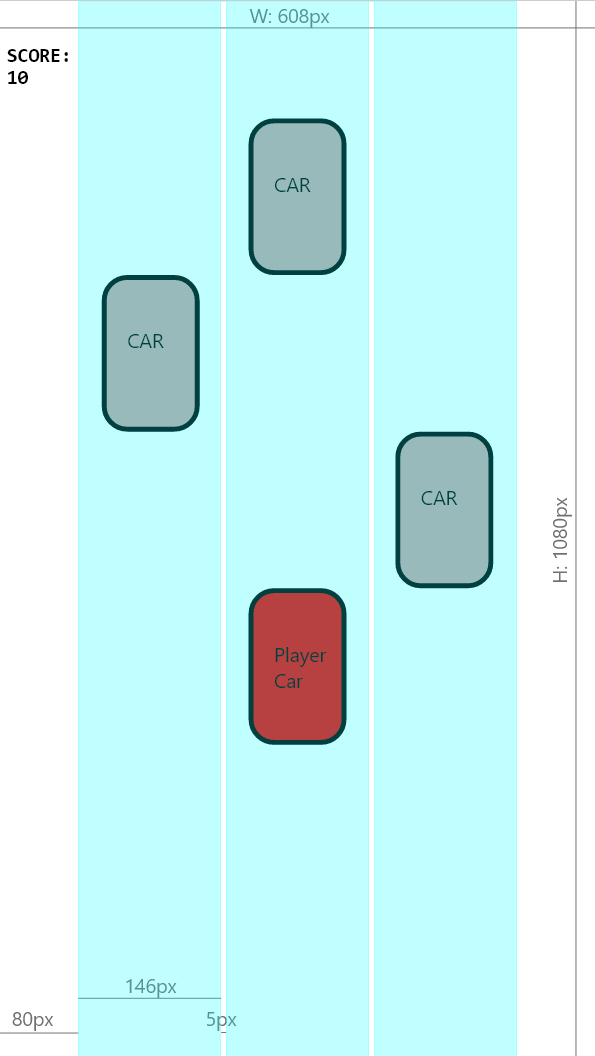 W: 608px
SCORE:
10
CAR
CAR
CAR
H: 1080px
Player
Car
146px
80px
5px